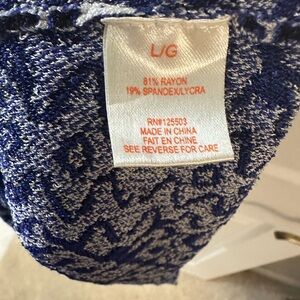 L/G
81% RAYON
19% SPANDEX/LYCRA
RN#125503
MADE IN CHINA
FAIT EN CHINE
SEE REVERSE FOR CARE